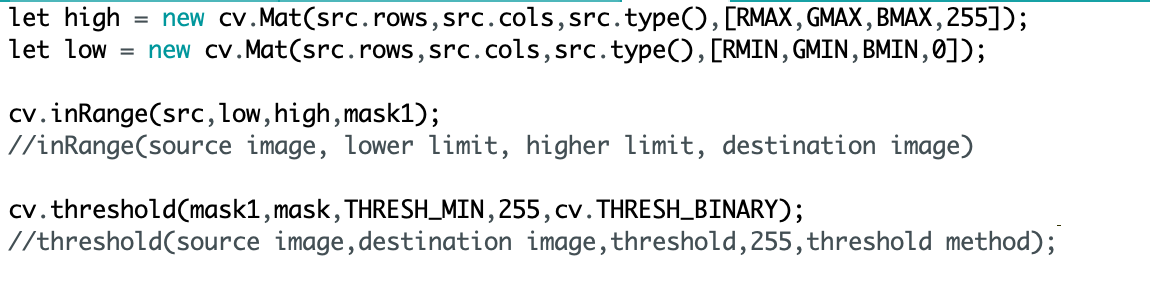 let high = new cv.Mat(src.rows,src.cols,src.type(),[RMAX,GMAX,BMAX,255]);
let low = new cv.Mat(src.rows,src.cols,src.type(),[RMIN,GMIN,BMIN,0]);
cv.inRange(src,low,high,mask1);
//inRange(source image, lower limit, higher limit, destination image)
cv.threshold(mask1,mask,THRESH_MIN,255,cv.THRESH_BINARY);
//threshold(source image,destination image,threshold,255,threshold method);